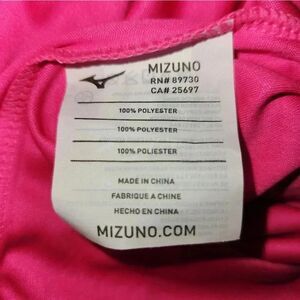 MIZUNO
RN# 89730
CA# 25697
100% POLYESTER
100% POLYESTER
100% POLIESTER
MADE IN CHINA
FABRIQUE A CHINE
HECHO EN CHINA
MIZUNO.COM